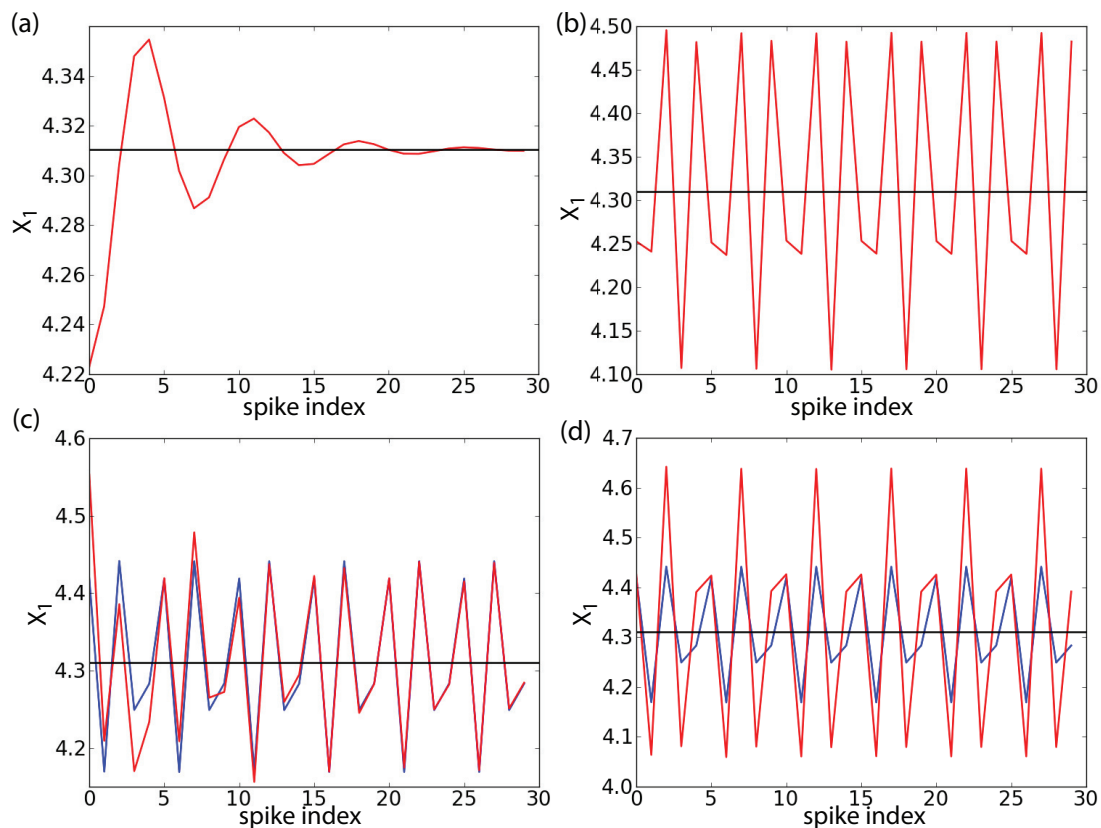 (a)
4.34
4.32
4.30
4.28
4.26
4.24
4.22
X1
0 5 10 15 20 25 30
spike index
(b)
4.50
4.45
4.40
4.35
4.30
4.25
4.20
4.15
4.10
X1
0 5 10 15 20 25 30
spike index
(c)
4.6
4.5
4.4
4.3
4.2
X1
0 5 10 15 20 25 30
spike index
(d)
4.7
4.6
4.5
4.4
4.3
4.2
4.1
4.0
X1
0 5 10 15 20 25 30
spike index